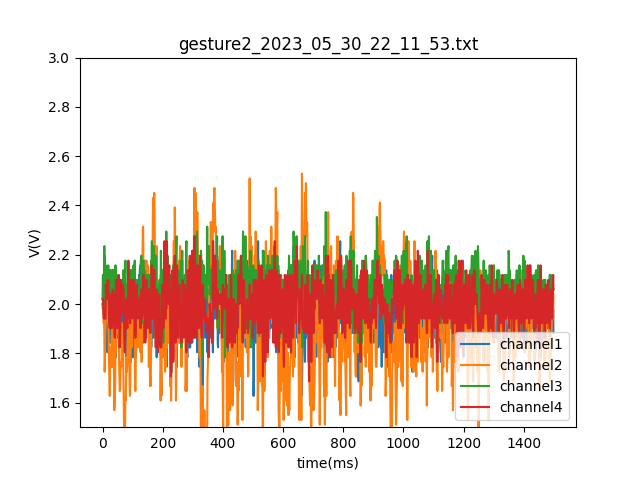 gesture2_2023_05_30_22_11_53.txt
3.0
2.8
2.6
2.4
2.2
2.0
1.8
1.6
V(V)
channel1
channel2
channel3
channel4
0 200 400 600 800 1000 1200 1400
time(ms)